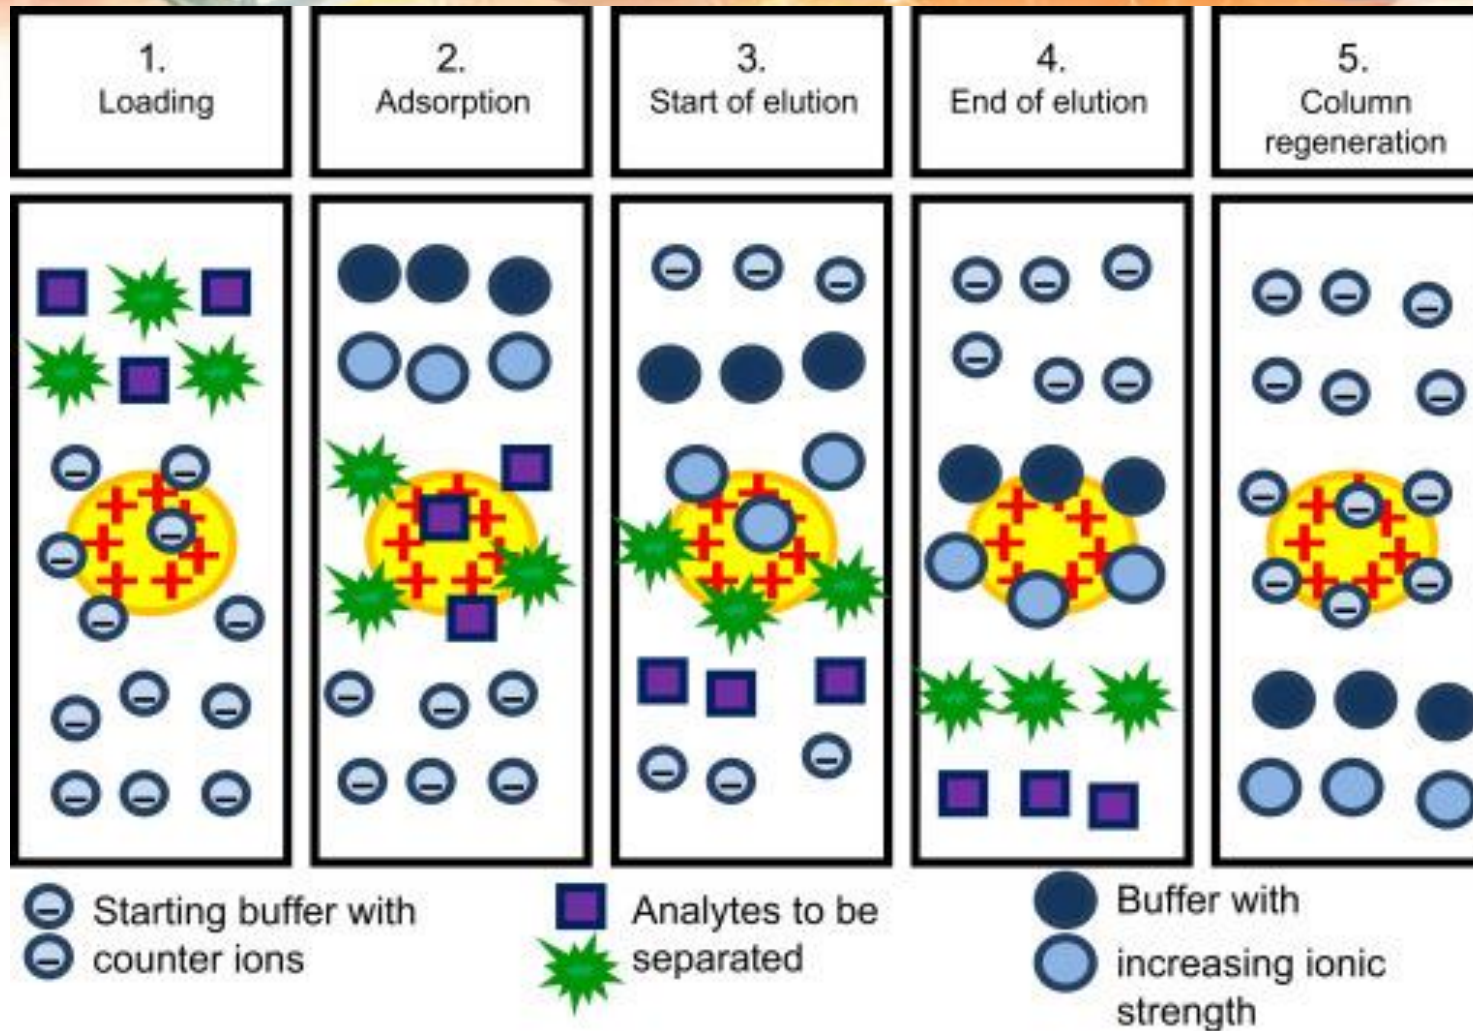 1.
Loading
2.
Adsorption
3.
Start of elution
4.
End of elution
5.
Column
regeneration
Starting buffer with
counter ions
Analytes to be
separated
Buffer with
increasing ionic
strength